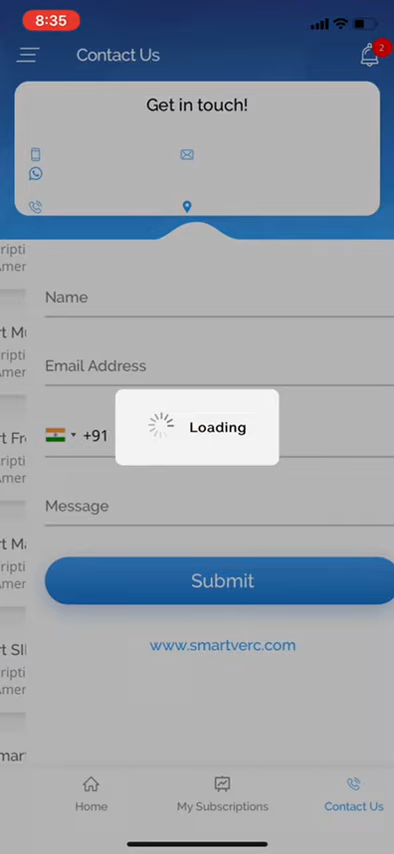 8:35
2
Contact Us
Get in touch!
Name
Email Address
+91
Loading
Message
Submit
www.smartverc.com
Home
My Subscriptions
Contact Us